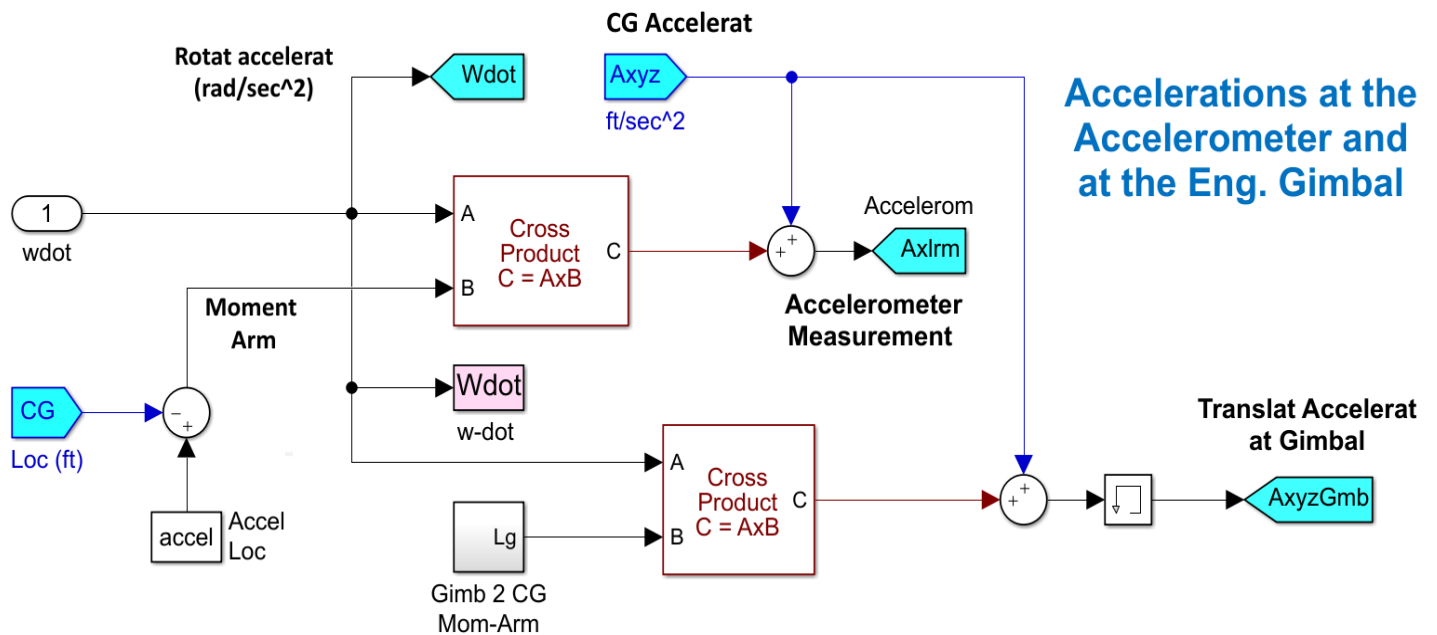 CG Accelerat
Rotat accelerat
(rad/sec^2)
Wdot
Axyz
ft/sec^2
Accelerations at the
Accelerometer and
at the Eng. Gimbal
1
wdot
A
B
Cross
Product
C = AxB
C
+
+
Accelerom
Axlrm
Accelerometer
Measurement
Moment
Arm
CG
Loc (ft)
−
+
accel
Accel
Loc
Wdot
w-dot
Lg
Gimb 2 CG
Mom-Arm
A
B
Cross
Product
C = AxB
C
+
+
Translat Accelerat
at Gimbal
AxyzGmb